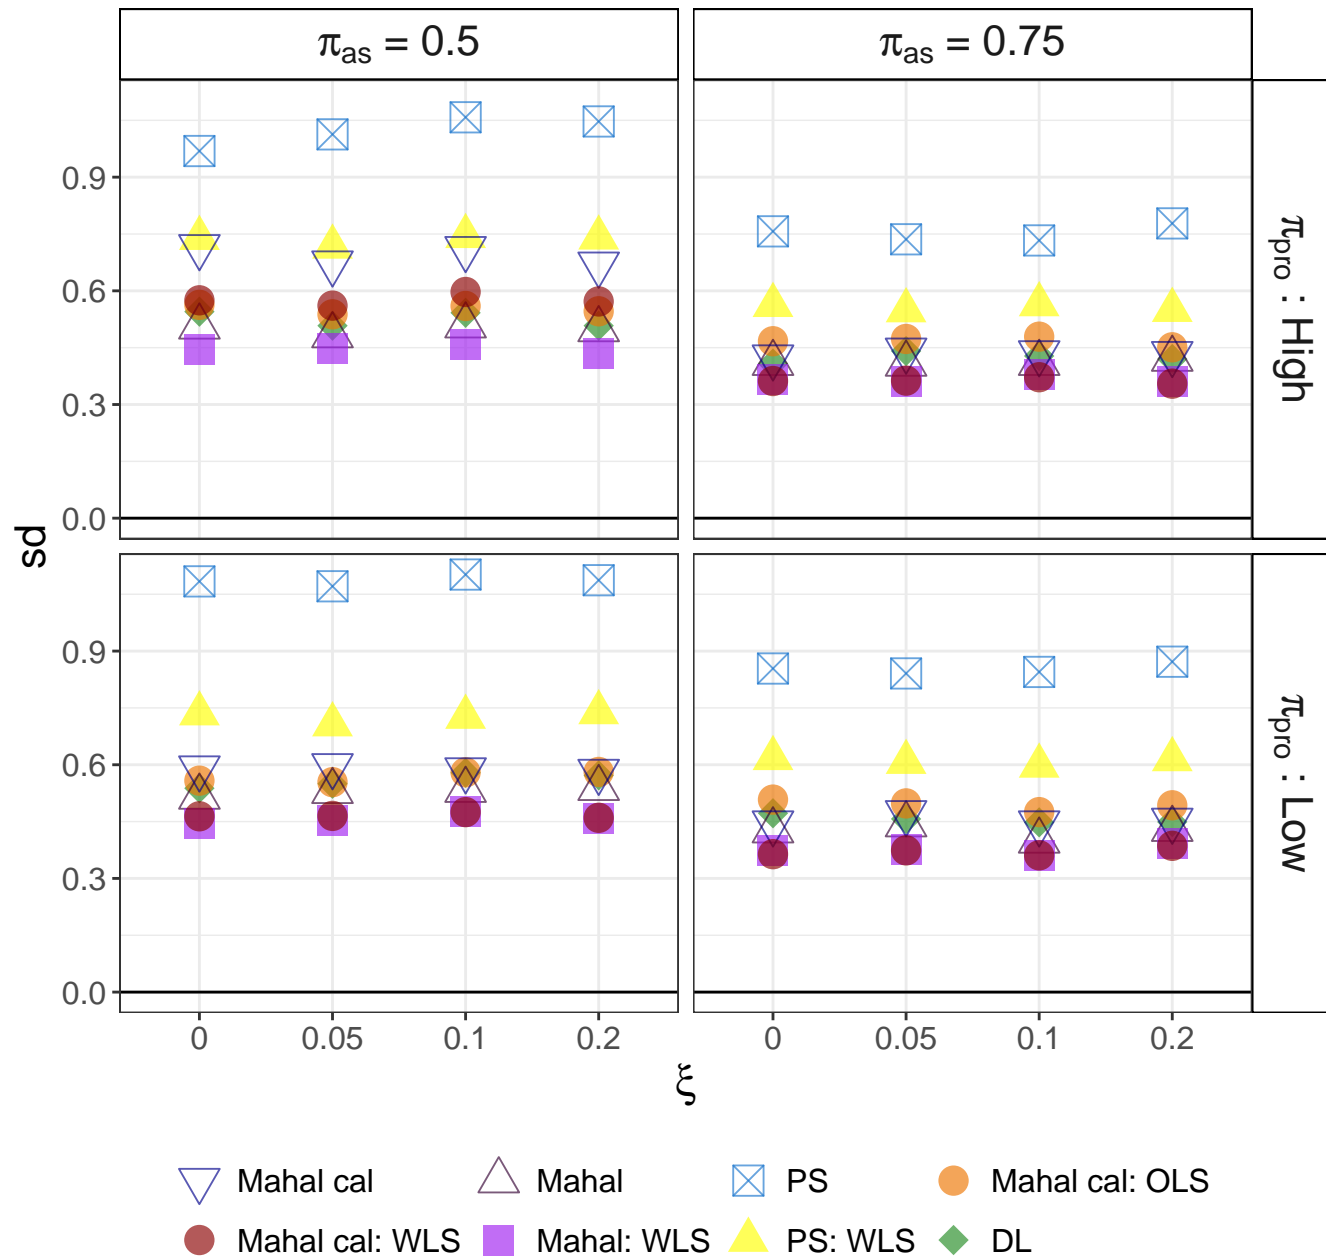 π_as = 0.5
π_as = 0.75
0.9
0.6
0.3
0.0
π_pro : High
sd
0.9
0.6
0.3
0.0
π_pro : Low
0 0.05 0.1 0.2
0 0.05 0.1 0.2
ξ
Mahal cal Mahal PS Mahal cal: OLS
Mahal cal: WLS Mahal: WLS PS: WLS DL